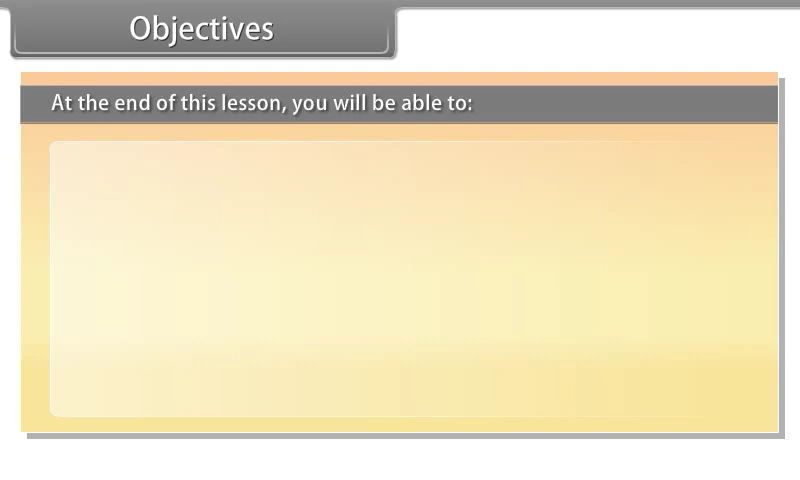 Objectives
At the end of this lesson, you will be able to: